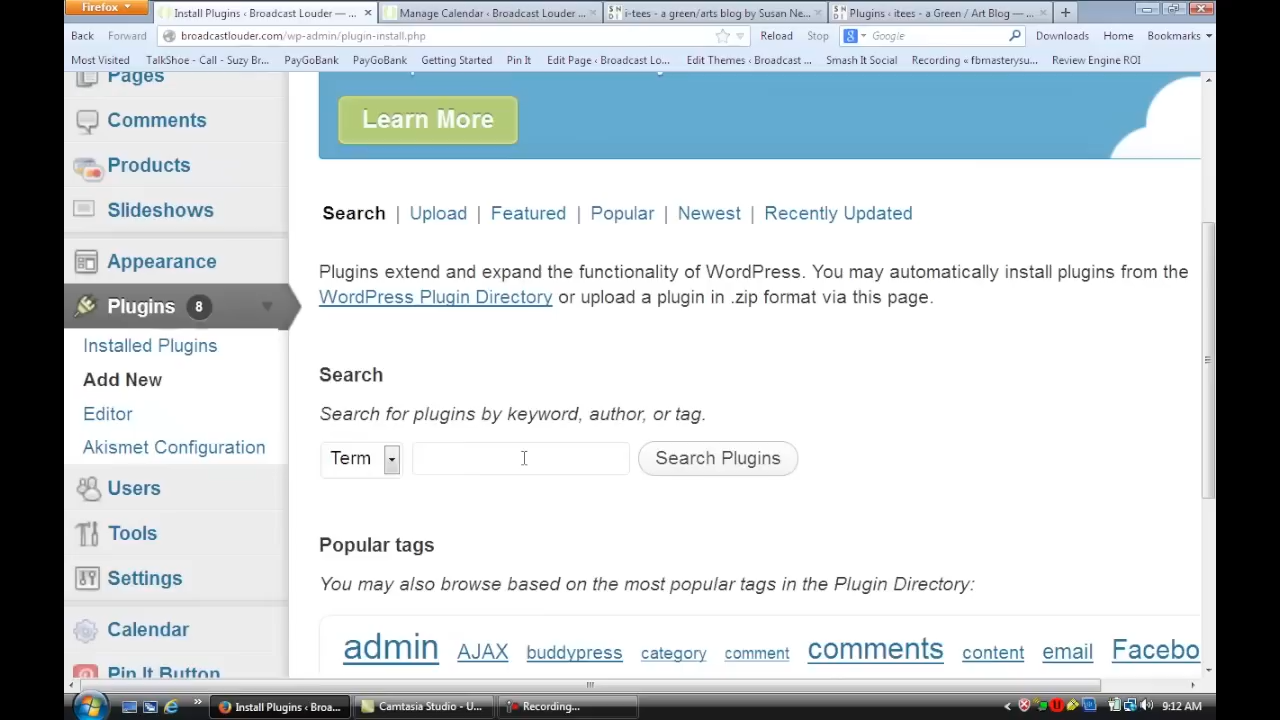 Firefox
Install Plugins ‹ Broadcast Louder — ...
Manage Calendar ‹ Broadcast Louder ...
i-tees - a green/arts blog by Susan Ne...
Plugins ‹ itees - a Green / Art Blog — ...
Back Forward broadcastlouder.com/wp-admin/plugin-install.php Google Reload Stop Downloads Home Bookmarks
Most Visited TalkShoe - Call - Suzy Br... PayGoBank PayGoBank Getting Started Pin It Edit Page ‹ Broadcast Lo... Edit Themes ‹ Broadcast ... Smash It Social Recording « fbmasterysu... Review Engine ROI
Pages
Comments
Products
Slideshows
Appearance
Plugins 8
Installed Plugins
Add New
Editor
Akismet Configuration
Users
Tools
Settings
Calendar
Pin It Button
Learn More
Search | Upload | Featured | Popular | Newest | Recently Updated
Plugins extend and expand the functionality of WordPress. You may automatically install plugins from the
WordPress Plugin Directory or upload a plugin in .zip format via this page.
Search
Search for plugins by keyword, author, or tag.
Term Search Plugins
Popular tags
You may also browse based on the most popular tags in the Plugin Directory:
admin AJAX buddypress category comment comments content email Facebo
Install Plugins ‹ Broa... Camtasia Studio - U... Recording... 9:12 AM